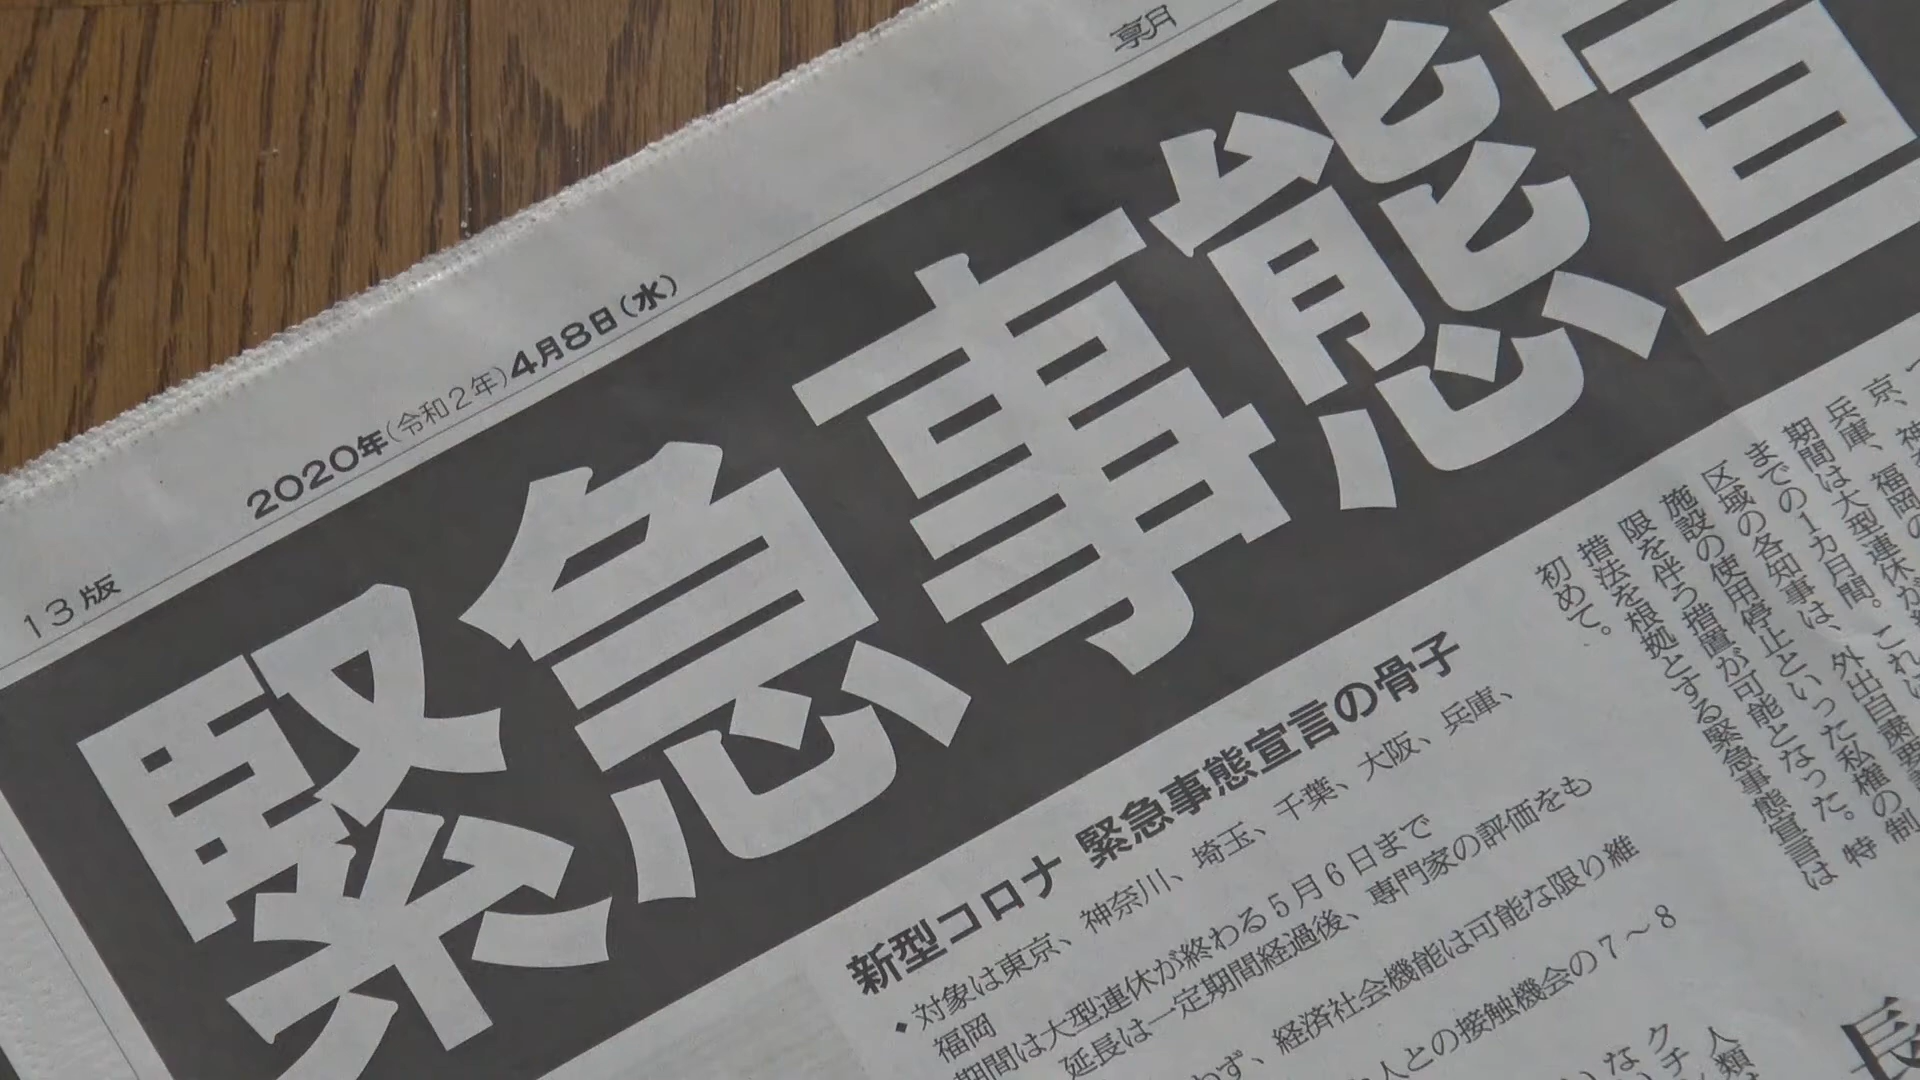 13版
2020年(令和2年)4月8日(水)
朝
緊急事態宣
新型コロナ 緊急事態宣言の骨子
◆対象は東京、神奈川、埼玉、千葉、大阪、兵庫、
福岡
期間は大型連休が終わる5月6日まで
延長は一定期間経過後、専門家の評価をも
わず、経済社会機能は可能な限り維
人との接触機会の7~8
兵庫、福岡の
期間は大型連休が
までの1カ月間。これに
区域の各知事は、外出自粛要
施設の使用停止といった私権の制
限を伴う措置が可能となった。特
措法を根拠とする緊急事態宣言は
初めて。
人類
クチ
な
長